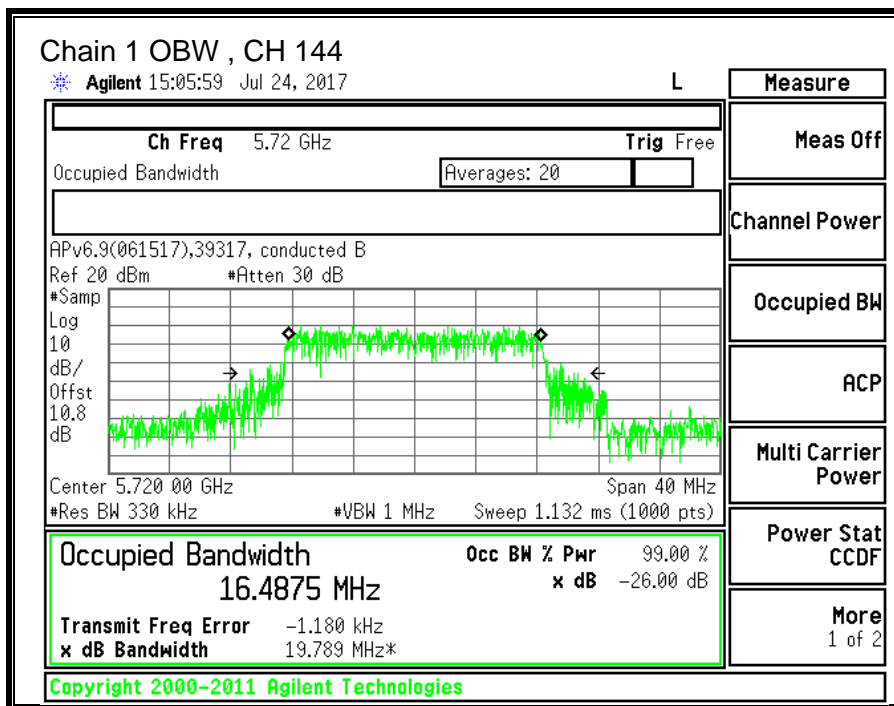 Chain 1 OBW , CH 144
Agilent 15:05:59 Jul 24, 2017 L
Measure
Ch Freq 5.72 GHz Trig Free
Meas Off
Occupied Bandwidth Averages: 20
Channel Power
APv6.9(061517),39317, conducted B
Ref 20 dBm #Atten 30 dB
#Samp
Log
10
dB/
Offst
10.8
dB
Occupied BW
ACP
Center 5.720 00 GHz Span 40 MHz
#Res BW 330 kHz #VBW 1 MHz Sweep 1.132 ms (1000 pts)
Multi Carrier
Power
Occupied Bandwidth Occ BW % Pwr 99.00 %
16.4875 MHz x dB -26.00 dB
Power Stat
CCDF
Transmit Freq Error -1.180 kHz
x dB Bandwidth 19.789 MHz*
More
1 of 2
Copyright 2000-2011 Agilent Technologies